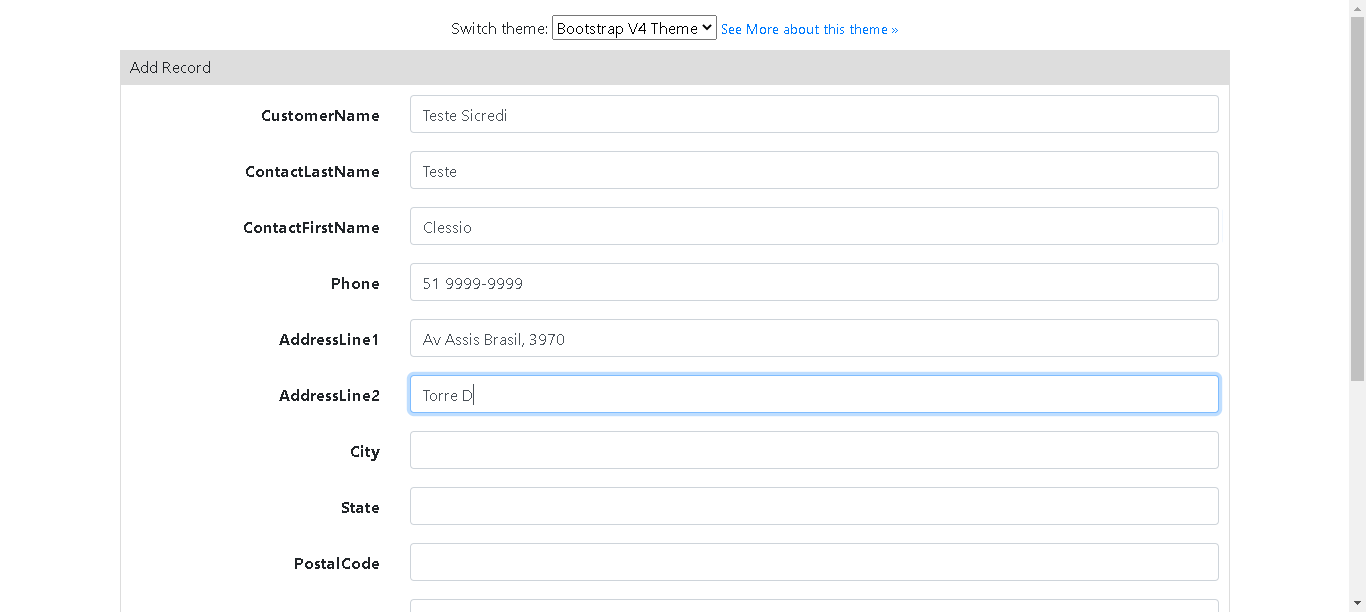 Switch theme: Bootstrap V4 Theme See More about this theme »
Add Record
CustomerName Teste Sicredi
ContactLastName Teste
ContactFirstName Clessio
Phone 51 9999-9999
AddressLine1 Av Assis Brasil, 3970
AddressLine2 Torre D
City
State
PostalCode